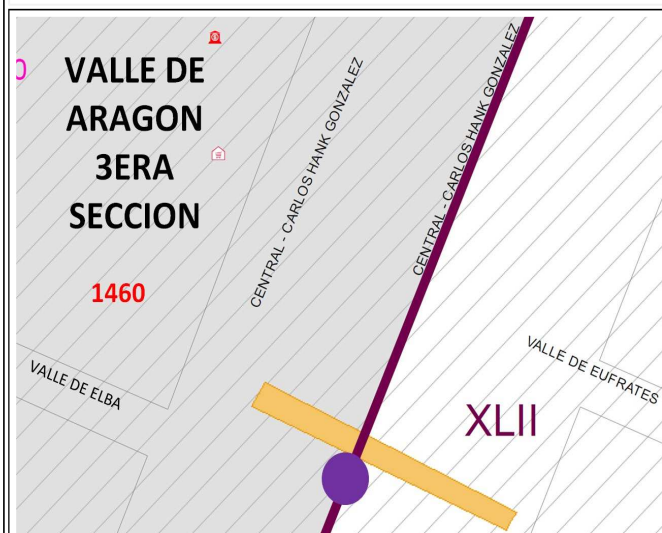 0
VALLE DE
ARAGON
3ERA
SECCION
1460
CENTRAL - CARLOS HANK GONZALEZ
CENTRAL - CARLOS HANK GONZALEZ
VALLE DE ELBA
VALLE DE EUFRATES
XLII